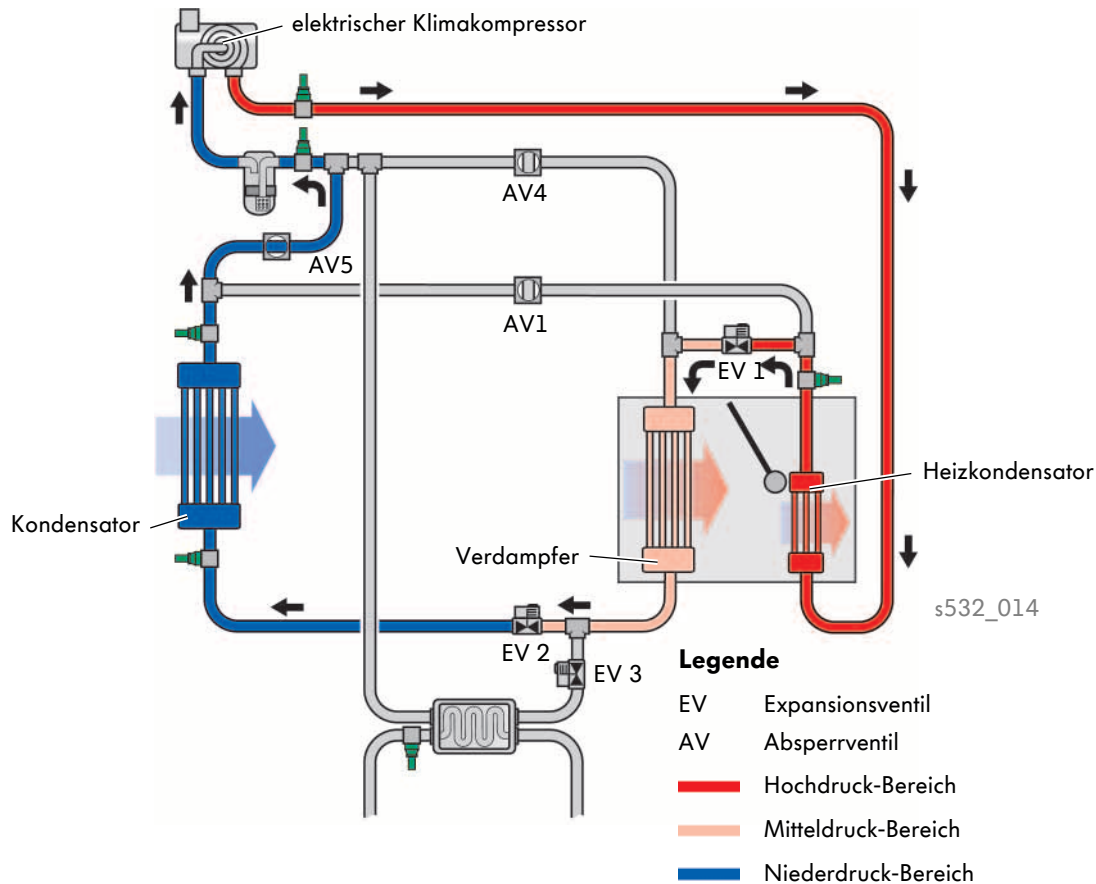 elektrischer Klimakompressor
AV4
AV5
AV1
EV 1
Heizkondensator
Kondensator
Verdampfer
s532_014
EV 2
EV 3
Legende
EV Expansionsventil
AV Absperrventil
Hochdruck-Bereich
Mitteldruck-Bereich
Niederdruck-Bereich